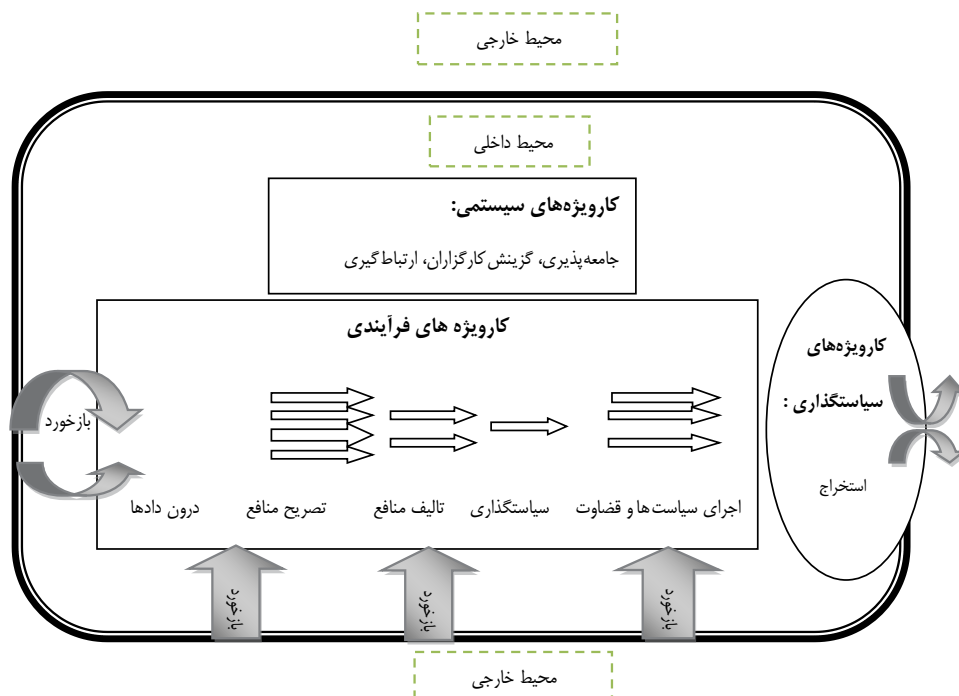 محیط خارجی
محیط داخلی
کارویژه‌های سیستمی:
جامعه‌پذیری، گزینش کارگزاران، ارتباط گیری
کارویژه های فرآیندی
کارویژه‌های
سیاستگذاری :
استخراج
بازخورد
درون دادها
تصریح منافع
تالیف منافع
سیاستگذاری
اجرای سیاست‌ها و قضاوت
بازخورد
بازخورد
بازخورد
محیط خارجی